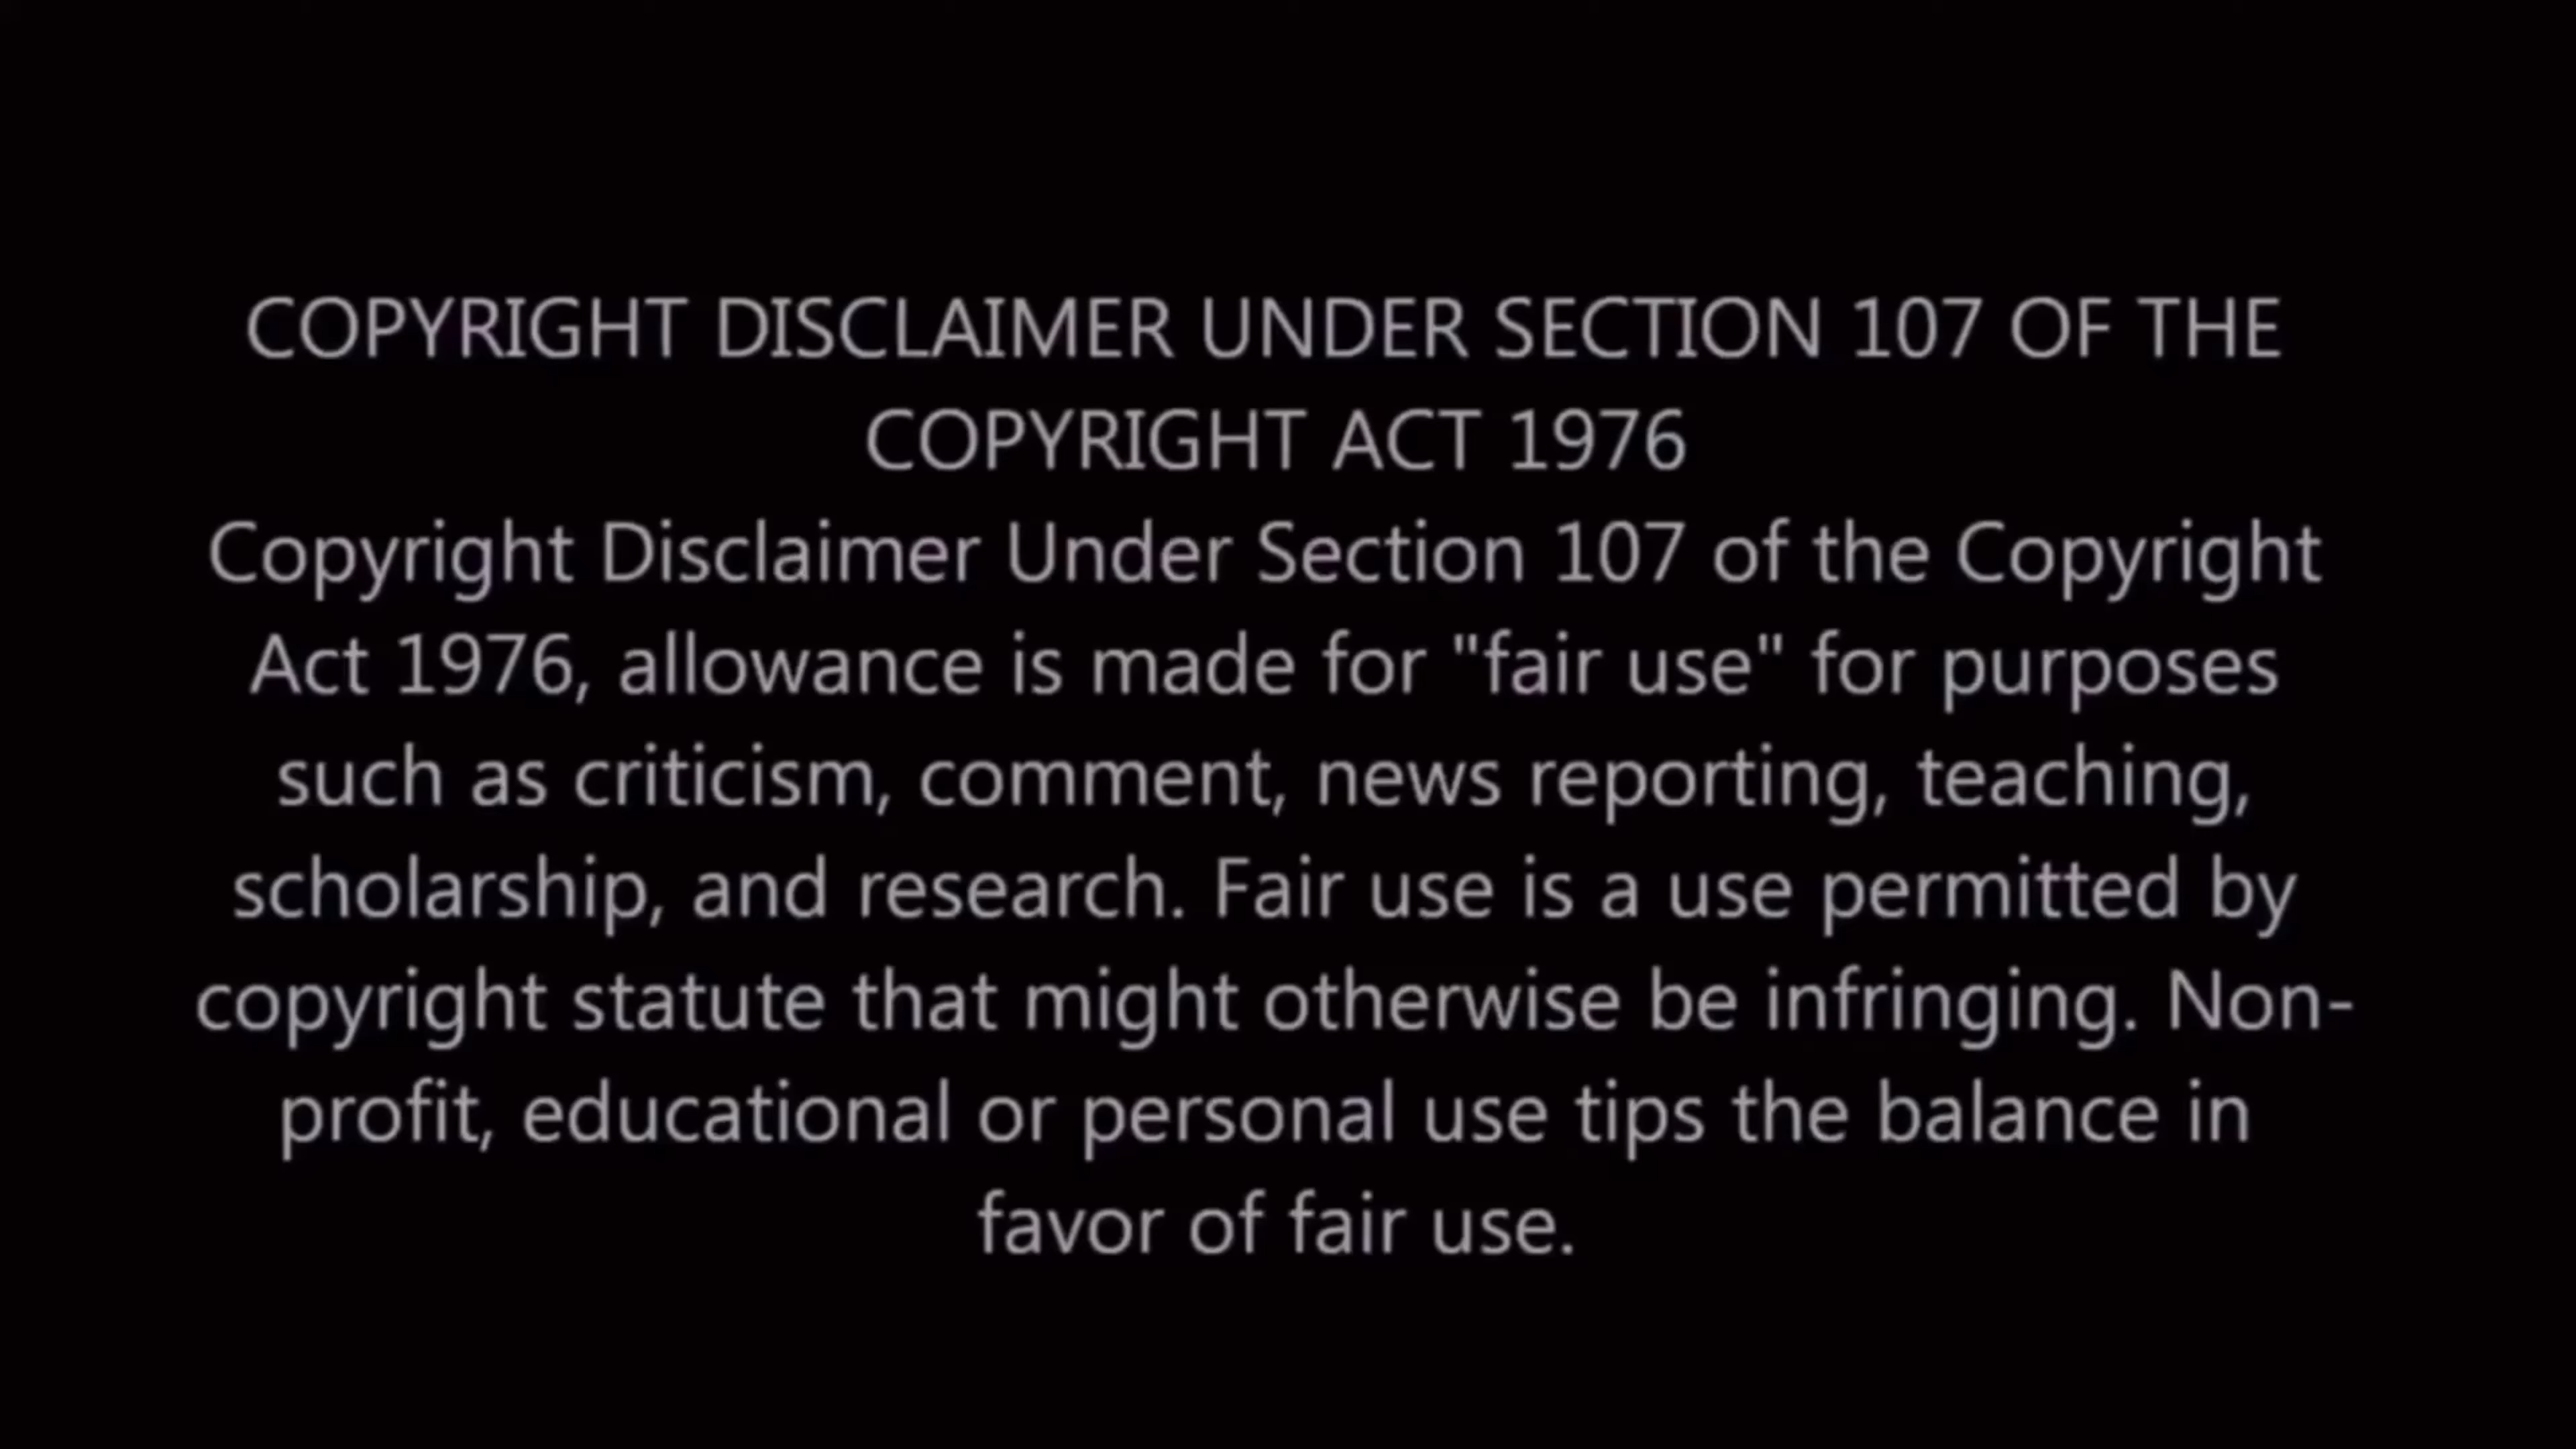 COPYRIGHT DISCLAIMER UNDER SECTION 107 OF THE
COPYRIGHT ACT 1976
Copyright Disclaimer Under Section 107 of the Copyright
Act 1976, allowance is made for "fair use" for purposes
such as criticism, comment, news reporting, teaching,
scholarship, and research. Fair use is a use permitted by
copyright statute that might otherwise be infringing. Non-
profit, educational or personal use tips the balance in
favor of fair use.